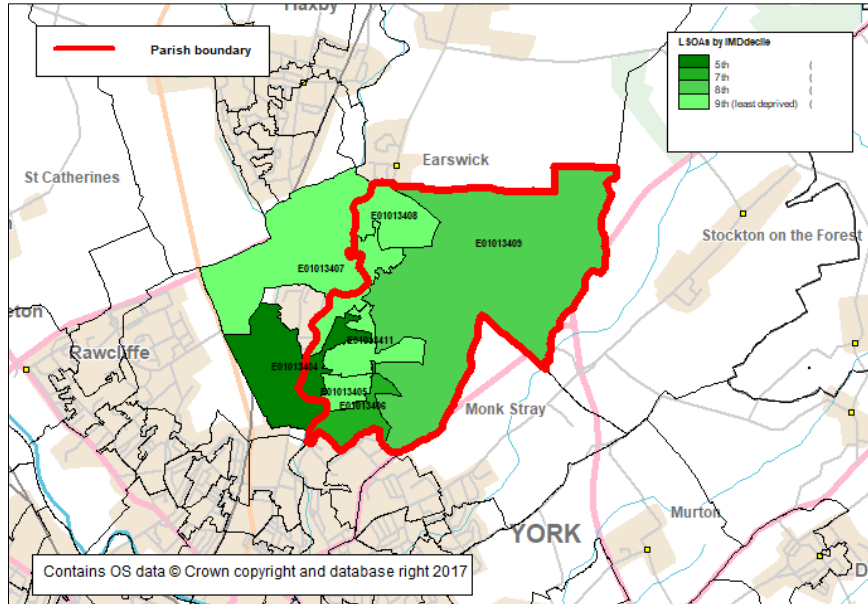 Haxby
Parish boundary
LSOAs by IMDdecile
5th (
7th (
8th (
9th (least deprived) (
Earswick
St Catherines
E01013408
E01013409
Stockton on the Forest
E01013407
eton
Rawcliffe
E01013411
E01013404
E01013405
E01013406
Monk Stray
YORK
Murton
Contains OS data © Crown copyright and database right 2017
D